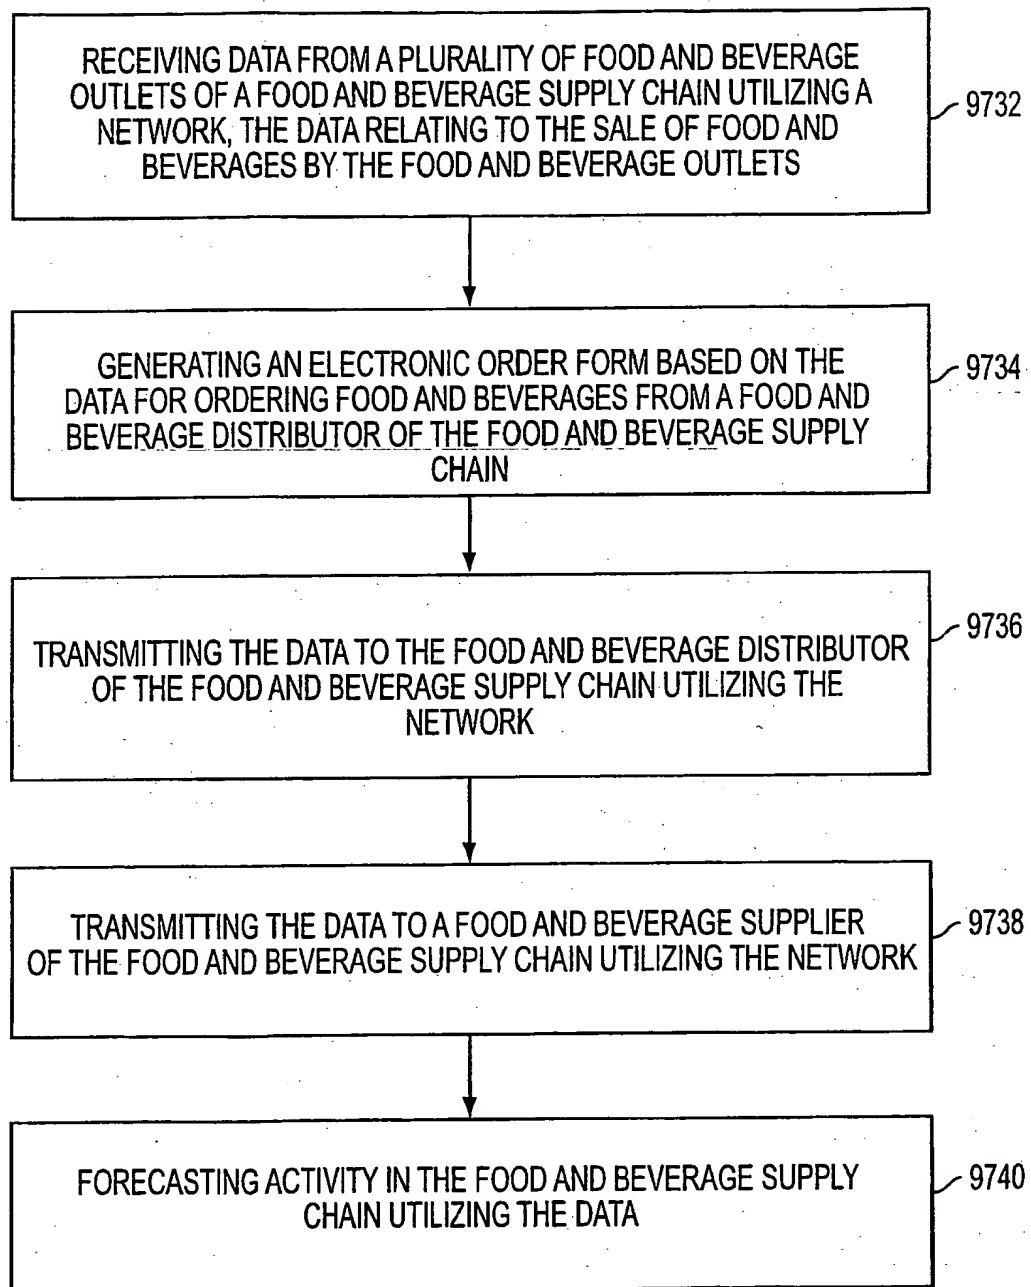 RECEIVING DATA FROM A PLURALITY OF FOOD AND BEVERAGE
OUTLETS OF A FOOD AND BEVERAGE SUPPLY CHAIN UTILIZING A
NETWORK, THE DATA RELATING TO THE SALE OF FOOD AND
BEVERAGES BY THE FOOD AND BEVERAGE OUTLETS
9732
GENERATING AN ELECTRONIC ORDER FORM BASED ON THE
DATA FOR ORDERING FOOD AND BEVERAGES FROM A FOOD AND
BEVERAGE DISTRIBUTOR OF THE FOOD AND BEVERAGE SUPPLY
CHAIN
9734
TRANSMITTING THE DATA TO THE FOOD AND BEVERAGE DISTRIBUTOR
OF THE FOOD AND BEVERAGE SUPPLY CHAIN UTILIZING THE
NETWORK
9736
TRANSMITTING THE DATA TO A FOOD AND BEVERAGE SUPPLIER
OF THE FOOD AND BEVERAGE SUPPLY CHAIN UTILIZING THE NETWORK
9738
FORECASTING ACTIVITY IN THE FOOD AND BEVERAGE SUPPLY
CHAIN UTILIZING THE DATA
9740